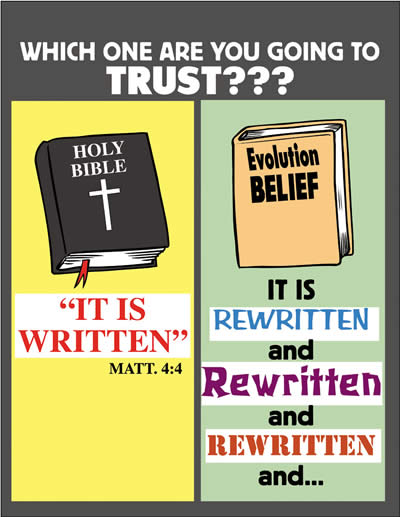 WHICH ONE ARE YOU GOING TO
TRUST???
HOLY
BIBLE
“IT IS
WRITTEN”
MATT. 4:4
Evolution
BELIEF
IT IS
REWRITTEN
and
Rewritten
and
REWRITTEN
and...